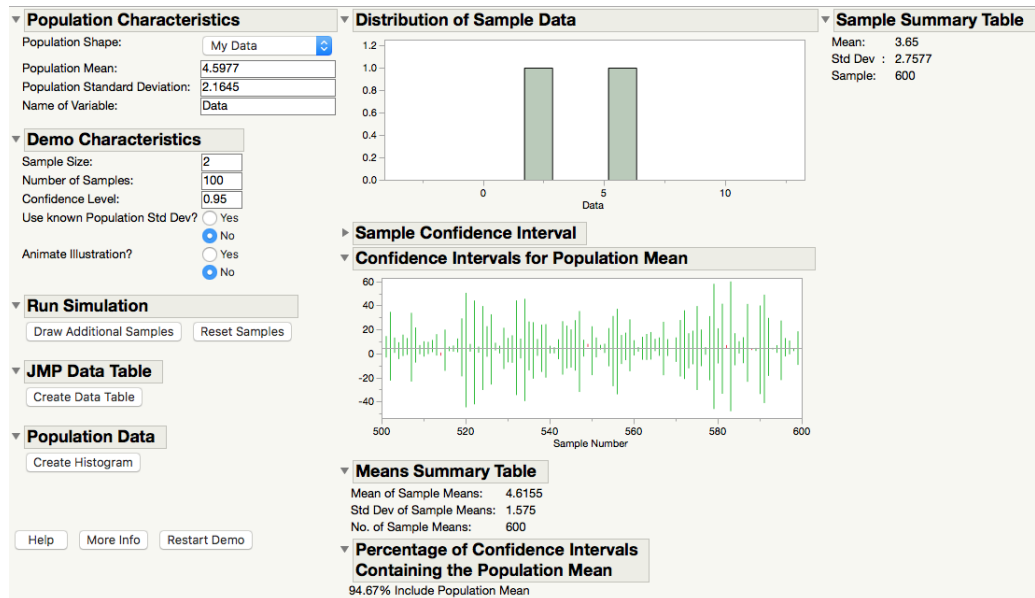 Population Characteristics
Population Shape: My Data
Population Mean: 4.5977
Population Standard Deviation: 2.1645
Name of Variable: Data
Demo Characteristics
Sample Size: 2
Number of Samples: 100
Confidence Level: 0.95
Use known Population Std Dev? Yes
No
Animate Illustration? Yes
No
Run Simulation
Draw Additional Samples Reset Samples
JMP Data Table
Create Data Table
Population Data
Create Histogram
Help More Info Restart Demo
Distribution of Sample Data
1.2
1.0
0.8
0.6
0.4
0.2
0.0
0 5 10
Data
Sample Confidence Interval
Confidence Intervals for Population Mean
60
40
20
0
-20
-40
500 520 540 560 580 600
Sample Number
Means Summary Table
Mean of Sample Means: 4.6155
Std Dev of Sample Means: 1.575
No. of Sample Means: 600
Percentage of Confidence Intervals
Containing the Population Mean
94.67% Include Population Mean
Sample Summary Table
Mean: 3.65
Std Dev : 2.7577
Sample: 600